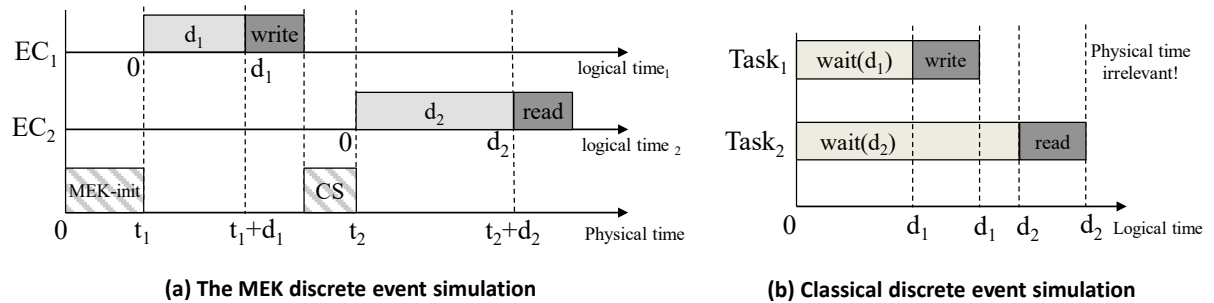 d₁ write
EC₁
0 d₁ logical time₁
d₂ read
EC₂
0 d₂ logical time ₂
MEK-init CS
0 t₁ t₁+d₁ t₂ t₂+d₂ Physical time
(a) The MEK discrete event simulation
Task₁ wait(d₁) write
Physical time
irrelevant!
Task₂ wait(d₂) read
0 d₁ d₁ d₂ d₂ Logical time
(b) Classical discrete event simulation